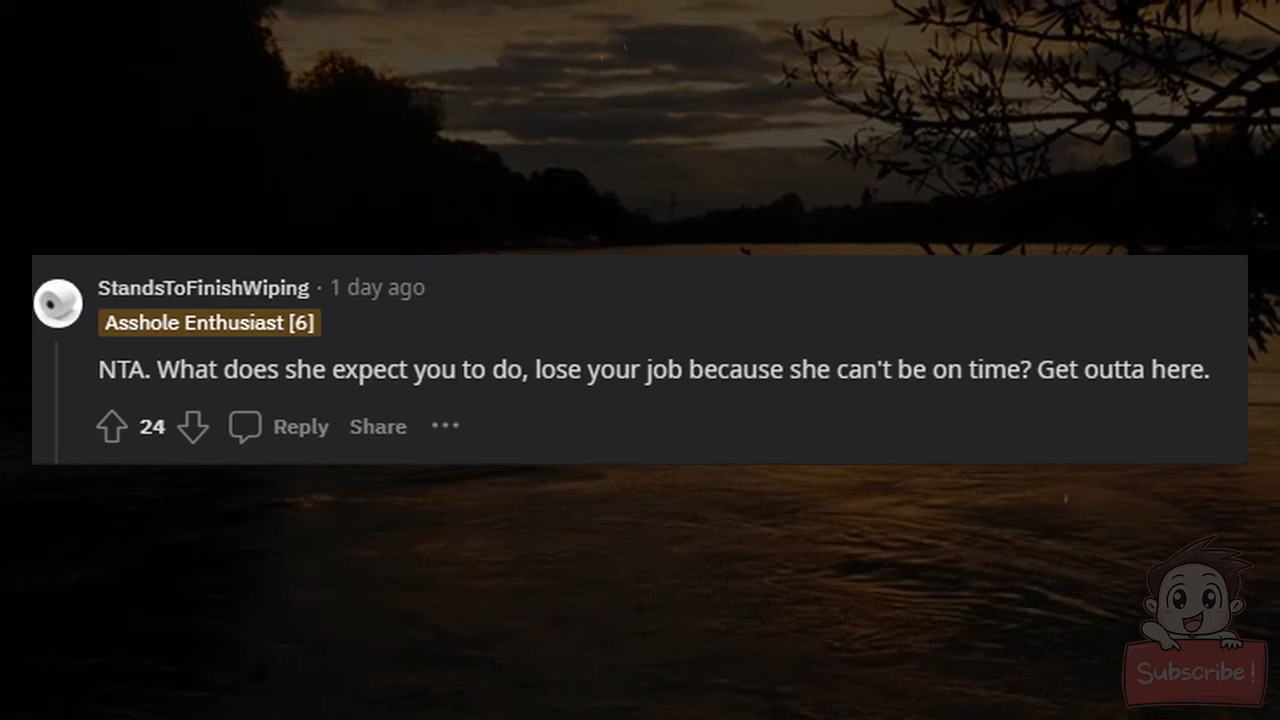 StandsToFinishWiping · 1 day ago
Asshole Enthusiast [6]
NTA. What does she expect you to do, lose your job because she can't be on time? Get outta here.
24 Reply Share ···
Subscribe!